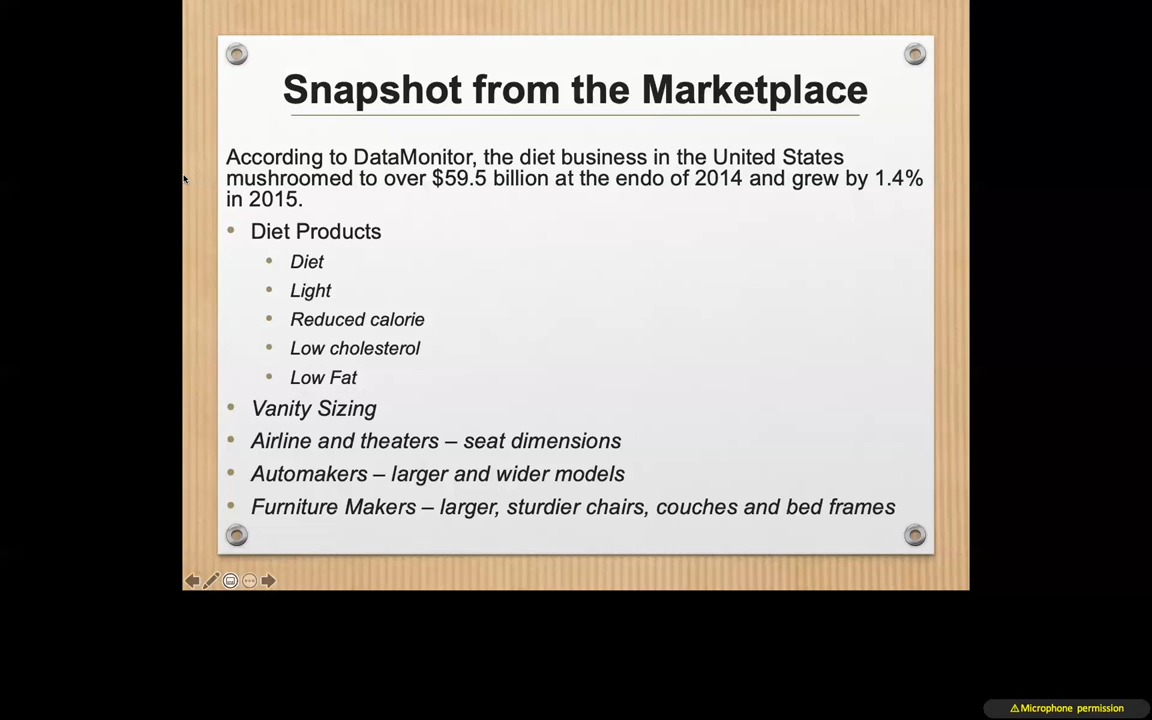 Snapshot from the Marketplace
According to DataMonitor, the diet business in the United States
mushroomed to over $59.5 billion at the endo of 2014 and grew by 1.4%
in 2015.
• Diet Products
• Diet
• Light
• Reduced calorie
• Low cholesterol
• Low Fat
• Vanity Sizing
• Airline and theaters – seat dimensions
• Automakers – larger and wider models
• Furniture Makers – larger, sturdier chairs, couches and bed frames
⚠Microphone permission